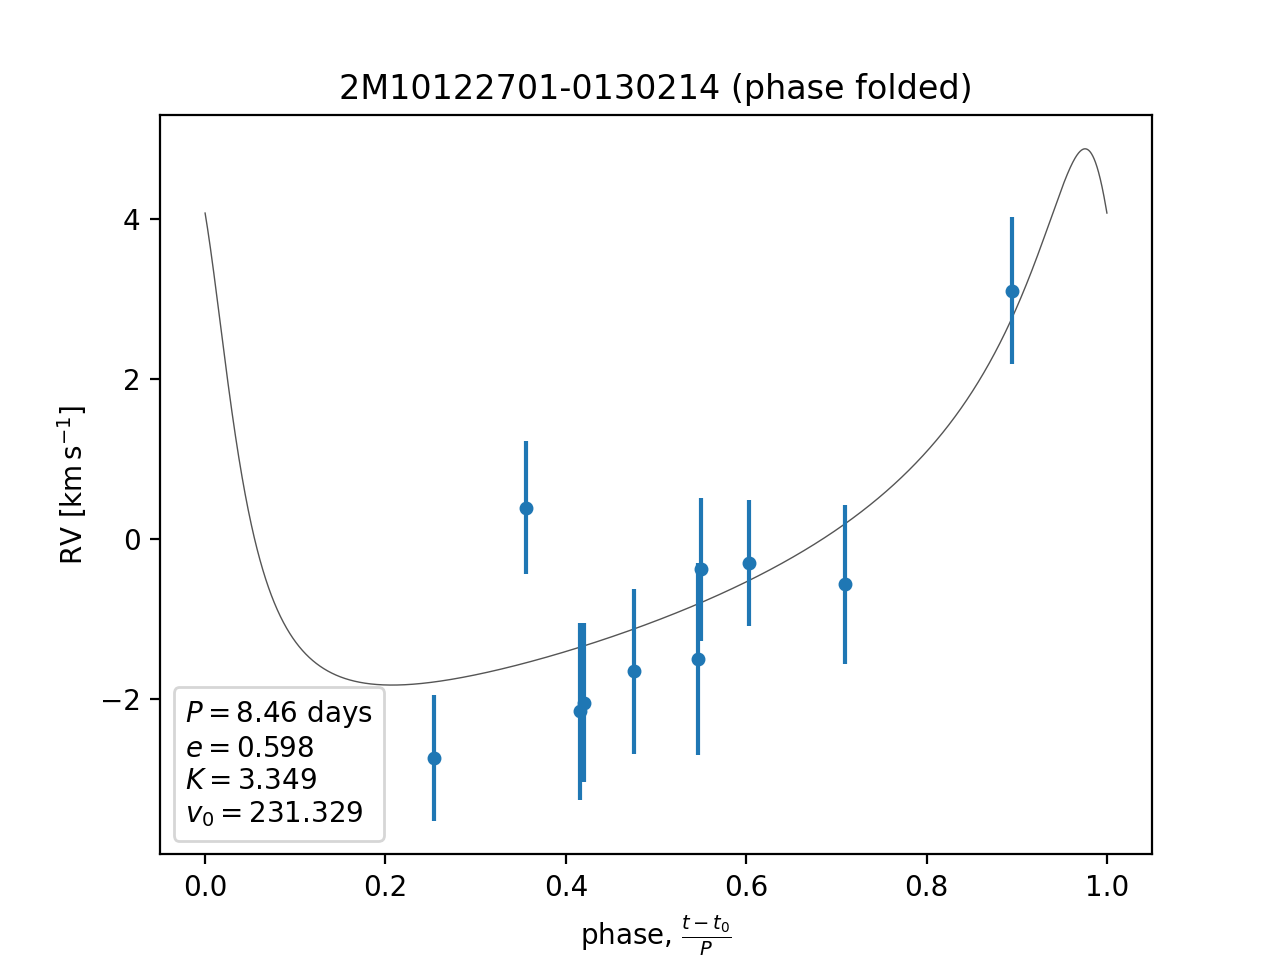 2M10122701-0130214 (phase folded)
RV [km s⁻¹]
4
2
0
−2
P = 8.46 days
e = 0.598
K = 3.349
v₀ = 231.329
0.0 0.2 0.4 0.6 0.8 1.0
phase, (t − t₀)/P